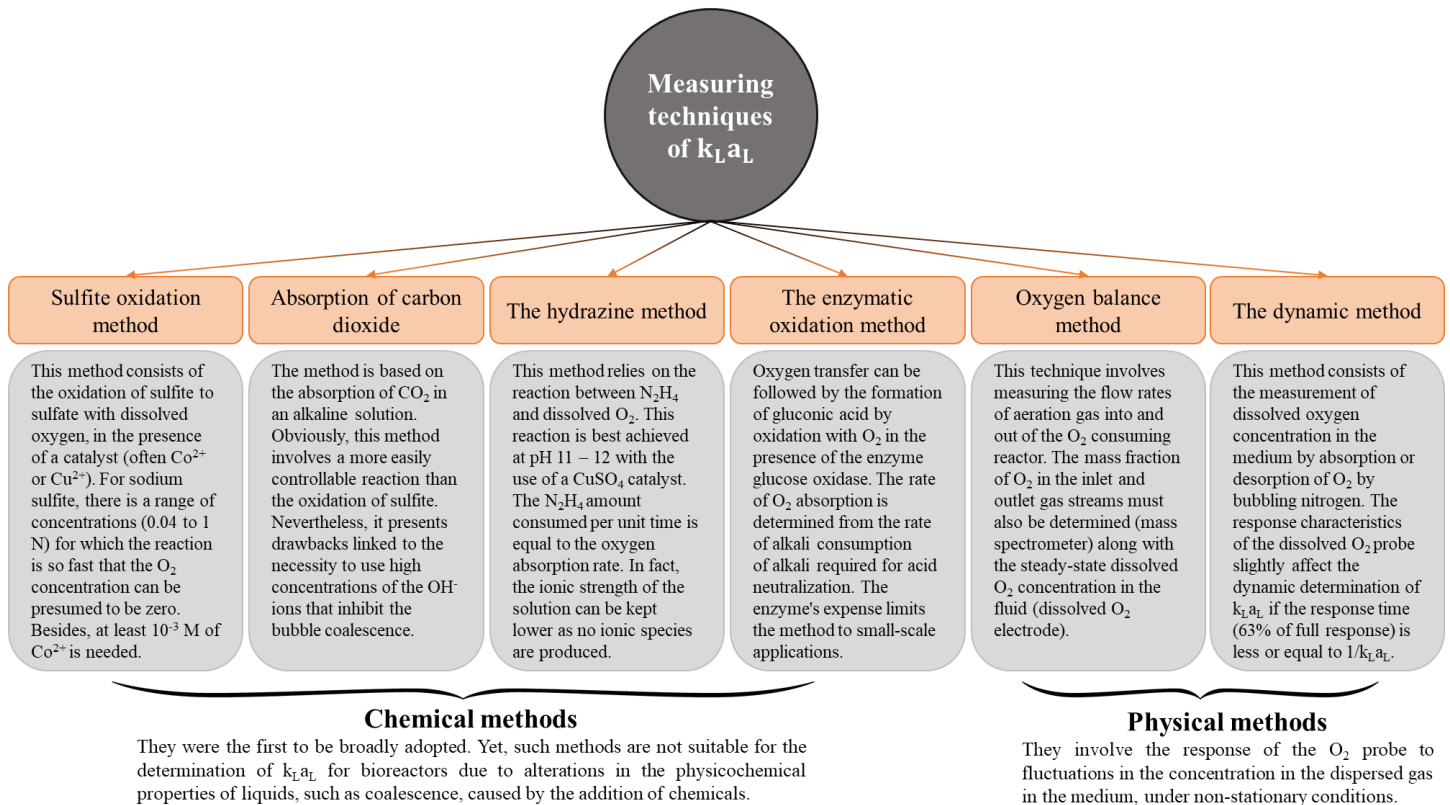 Measuring
techniques
of kLaL
Sulfite oxidation
method
This method consists of
the oxidation of sulfite to
sulfate with dissolved
oxygen, in the presence
of a catalyst (often Co²⁺
or Cu²⁺). For sodium
sulfite, there is a range of
concentrations (0.04 to 1
N) for which the reaction
is so fast that the O₂
concentration can be
presumed to be zero.
Besides, at least 10⁻³ M of
Co²⁺ is needed.
Absorption of carbon
dioxide
The method is based on
the absorption of CO₂ in
an alkaline solution.
Obviously, this method
involves a more easily
controllable reaction than
the oxidation of sulfite.
Nevertheless, it presents
drawbacks linked to the
necessity to use high
concentrations of the OH⁻
ions that inhibit the
bubble coalescence.
The hydrazine method
This method relies on the
reaction between N₂H₄
and dissolved O₂. This
reaction is best achieved
at pH 11 – 12 with the
use of a CuSO₄ catalyst.
The N₂H₄ amount
consumed per unit time is
equal to the oxygen
absorption rate. In fact,
the ionic strength of the
solution can be kept
lower as no ionic species
are produced.
The enzymatic
oxidation method
Oxygen transfer can be
followed by the formation
of gluconic acid by
oxidation with O₂ in the
presence of the enzyme
glucose oxidase. The rate
of O₂ absorption is
determined from the rate
of alkali consumption
of alkali required for acid
neutralization. The
enzyme's expense limits
the method to small-scale
applications.
Oxygen balance
method
This technique involves
measuring the flow rates
of aeration gas into and
out of the O₂ consuming
reactor. The mass fraction
of O₂ in the inlet and
outlet gas streams must
also be determined (mass
spectrometer) along with
the steady-state dissolved
O₂ concentration in the
fluid (dissolved O₂
electrode).
The dynamic method
This method consists of
the measurement of
dissolved oxygen
concentration in the
medium by absorption or
desorption of O₂ by
bubbling nitrogen. The
response characteristics
of the dissolved O₂ probe
slightly affect the
dynamic determination of
kLaL if the response time
(63% of full response) is
less or equal to 1/kLaL.
Chemical methods
They were the first to be broadly adopted. Yet, such methods are not suitable for the
determination of kLaL for bioreactors due to alterations in the physicochemical
properties of liquids, such as coalescence, caused by the addition of chemicals.
Physical methods
They involve the response of the O₂ probe to
fluctuations in the concentration in the dispersed gas
in the medium, under non-stationary conditions.